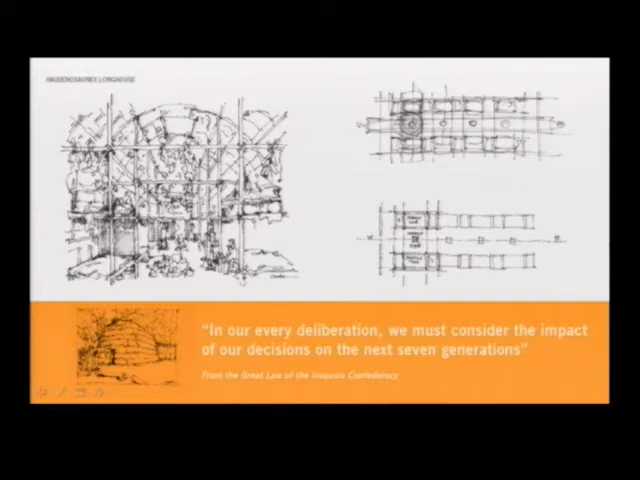 HAUDENOSAUNEE LONGHOUSE
“In our every deliberation, we must consider the impact
of our decisions on the next seven generations”
From the Great Law of the Iroquois Confederacy